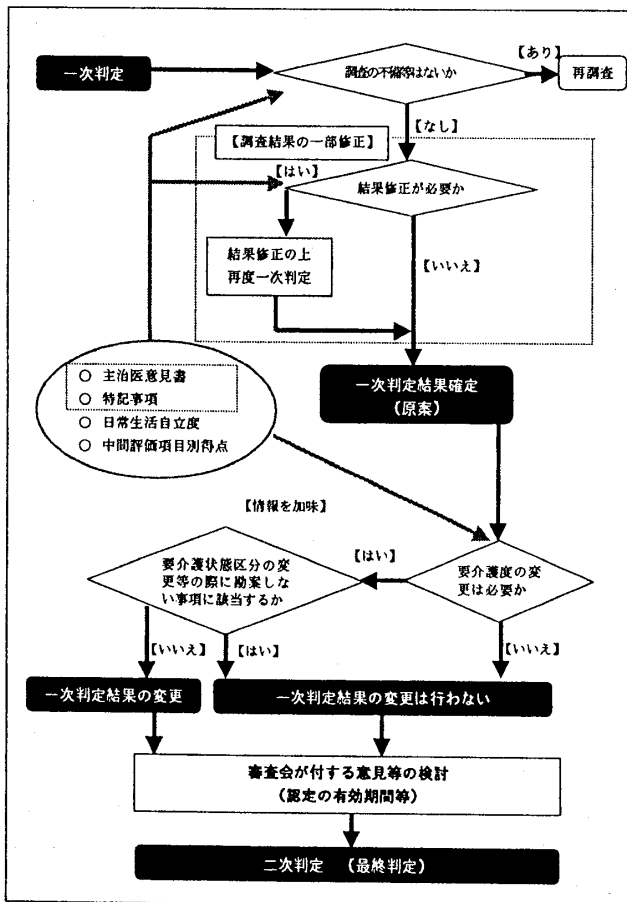 一次判定
調査の不備等はないか
【あり】
再調査
【なし】
【調査結果の一部修正】
【はい】
結果修正が必要か
結果修正の上
再度一次判定
【いいえ】
○ 主治医意見書
○ 特記事項
○ 日常生活自立度
○ 中間評価項目別得点
一次判定結果確定
(原案)
【情報を加味】
要介護状態区分の変
更等の際に勘案しな
い事項に該当するか
【はい】
要介護度の変
更は必要か
【いいえ】
【はい】
【いいえ】
一次判定結果の変更
一次判定結果の変更は行わない
審査会が付する意見等の検討
(認定の有効期間等)
二次判定 (最終判定)